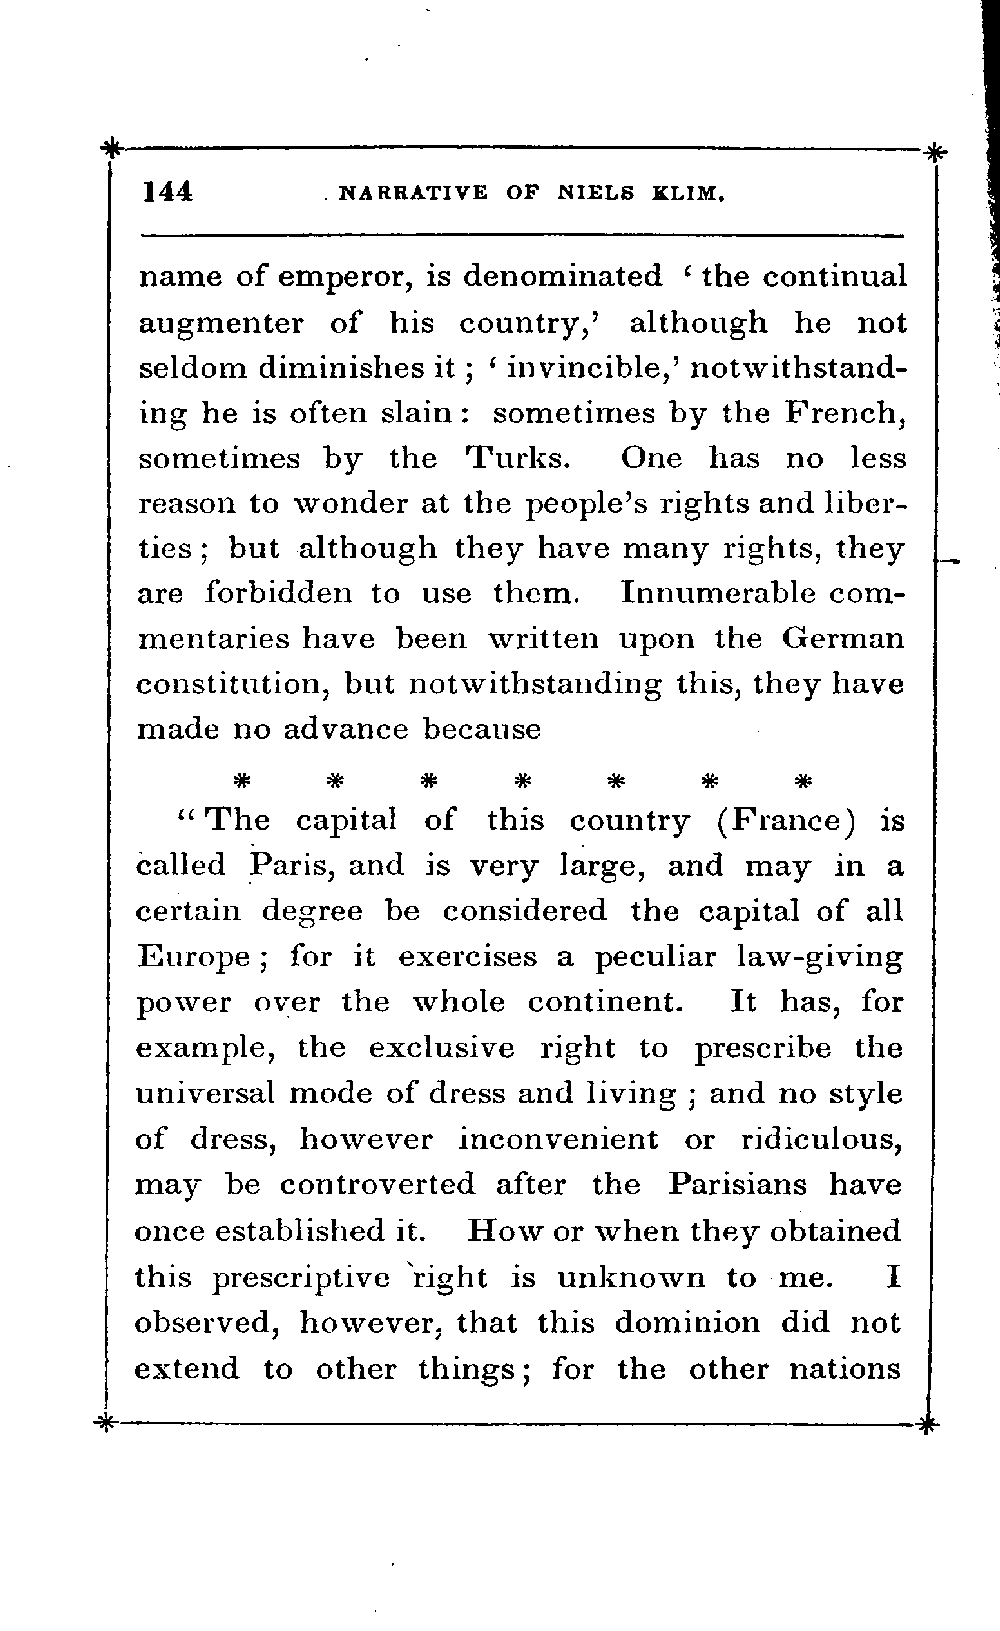 144 NARRATIVE OF NIELS KLIM.
name of emperor, is denominated ‘ the continual
augmenter of his country,’ although he not
seldom diminishes it ; ‘ invincible,’ notwithstand-
ing he is often slain : sometimes by the French,
sometimes by the Turks. One has no less
reason to wonder at the people’s rights and liber-
ties ; but although they have many rights, they
are forbidden to use them. Innumerable com-
mentaries have been written upon the German
constitution, but notwithstanding this, they have
made no advance because
* * * * * * *
“ The capital of this country (France) is
called Paris, and is very large, and may in a
certain degree be considered the capital of all
Europe ; for it exercises a peculiar law-giving
power over the whole continent. It has, for
example, the exclusive right to prescribe the
universal mode of dress and living ; and no style
of dress, however inconvenient or ridiculous,
may be controverted after the Parisians have
once established it. How or when they obtained
this prescriptive right is unknown to me. I
observed, however, that this dominion did not
extend to other things ; for the other nations